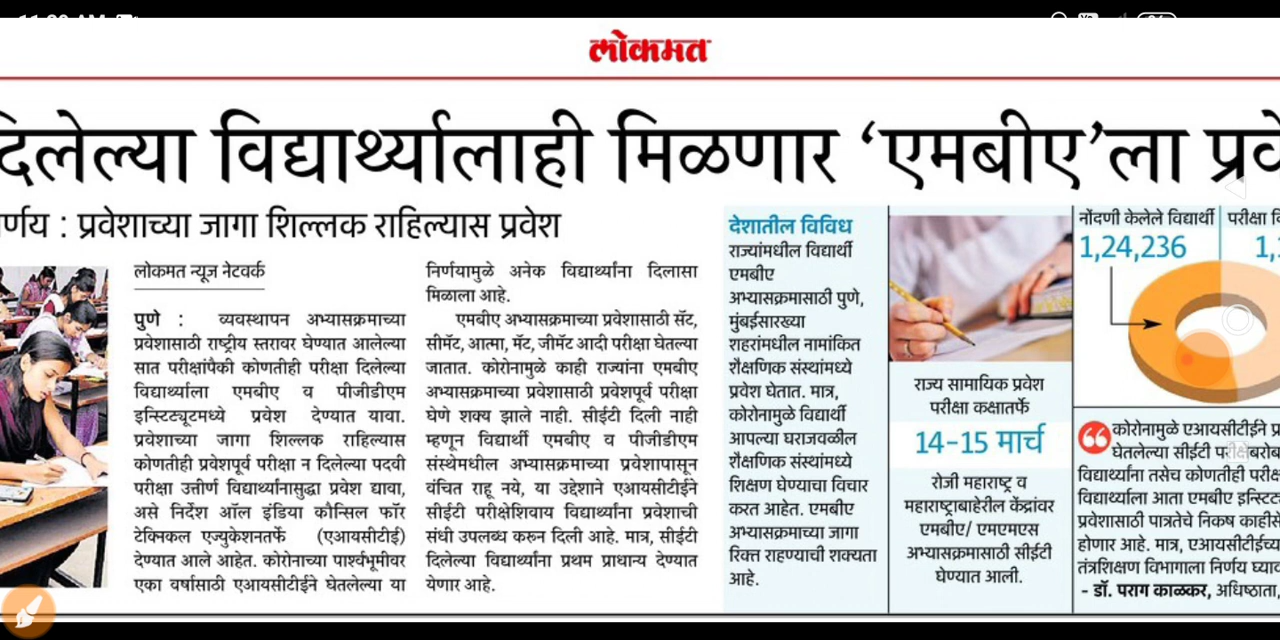 लोकमत
दिलेल्या विद्यार्थ्यालाही मिळणार ‘एमबीए’ला
: प्रवेशाच्या जागा शिल्लक राहिल्यास प्रवेश
लोकमत न्यूज नेटवर्क
पुणे : व्यवस्थापन अभ्यासक्रमाच्या
प्रवेशासाठी राष्ट्रीय स्तरावर घेण्यात आलेल्या
सात परीक्षांपैकी कोणतीही परीक्षा दिलेल्या
विद्यार्थ्याला एमबीए व पीजीडीएम
इन्स्टिट्यूटमध्ये प्रवेश देण्यात यावा.
प्रवेशाच्या जागा शिल्लक राहिल्यास
कोणतीही प्रवेशपूर्व परीक्षा न दिलेल्या पदवी
परीक्षा उत्तीर्ण विद्यार्थ्यांनासुद्धा प्रवेश द्यावा,
असे निर्देश ऑल इंडिया कौन्सिल फॉर
टेक्निकल एज्युकेशनतर्फे (एआयसीटीई)
देण्यात आले आहेत. कोरोनाच्या पार्श्वभूमीवर
एका वर्षासाठी एआयसीटीईने घेतलेल्या या
निर्णयामुळे अनेक विद्यार्थ्यांना दिलासा
मिळाला आहे.
एमबीए अभ्यासक्रमाच्या प्रवेशासाठी सॅट,
सीमॅट, आत्मा, मॅट, जीमॅट आदी परीक्षा घेतल्या
जातात. कोरोनामुळे काही राज्यांना एमबीए
अभ्यासक्रमाच्या प्रवेशासाठी प्रवेशपूर्व परीक्षा
घेणे शक्य झाले नाही. सीईटी दिली नाही
म्हणून विद्यार्थी एमबीए व पीजीडीएम
संस्थेमधील अभ्यासक्रमाच्या प्रवेशापासून
वंचित राहू नये, या उद्देशाने एआयसीटीईने
सीईटी परीक्षेशिवाय विद्यार्थ्यांना प्रवेशाची
संधी उपलब्ध करून दिली आहे. मात्र, सीईटी
दिलेल्या विद्यार्थ्यांना प्रथम प्राधान्य देण्यात
येणार आहे.
देशातील विविध
राज्यांमधील विद्यार्थी
एमबीए
अभ्यासक्रमासाठी पुणे,
मुंबईसारख्या
शहरांमधील नामांकित
शैक्षणिक संस्थांमध्ये
प्रवेश घेतात. मात्र,
कोरोनामुळे विद्यार्थी
आपल्या घराजवळील
शैक्षणिक संस्थांमध्ये
शिक्षण घेण्याचा विचार
करत आहेत. एमबीए
अभ्यासक्रमाच्या जागा
रिक्त राहण्याची शक्यता
आहे.
राज्य सामायिक प्रवेश
परीक्षा कक्षातर्फे
14-15 मार्च
रोजी महाराष्ट्र व
महाराष्ट्राबाहेरील केंद्रांवर
एमबीए/ एमएमएस
अभ्यासक्रमासाठी सीईटी
घेण्यात आली.
नोंदणी केलेले विद्यार्थी
1,24,236
परीक्षा
कोरोनामुळे एआयसीटीईने
घेतलेल्या सीईटी
विद्यार्थ्यांना तसेच कोणतीही
विद्यार्थ्याला आता एमबीए
प्रवेशासाठी पात्रतेचे निकष
होणार आहे. मात्र,
तंत्रशिक्षण विभागाला निर्णय
- डॉ. पराग काळकर, अधिष्ठाता,